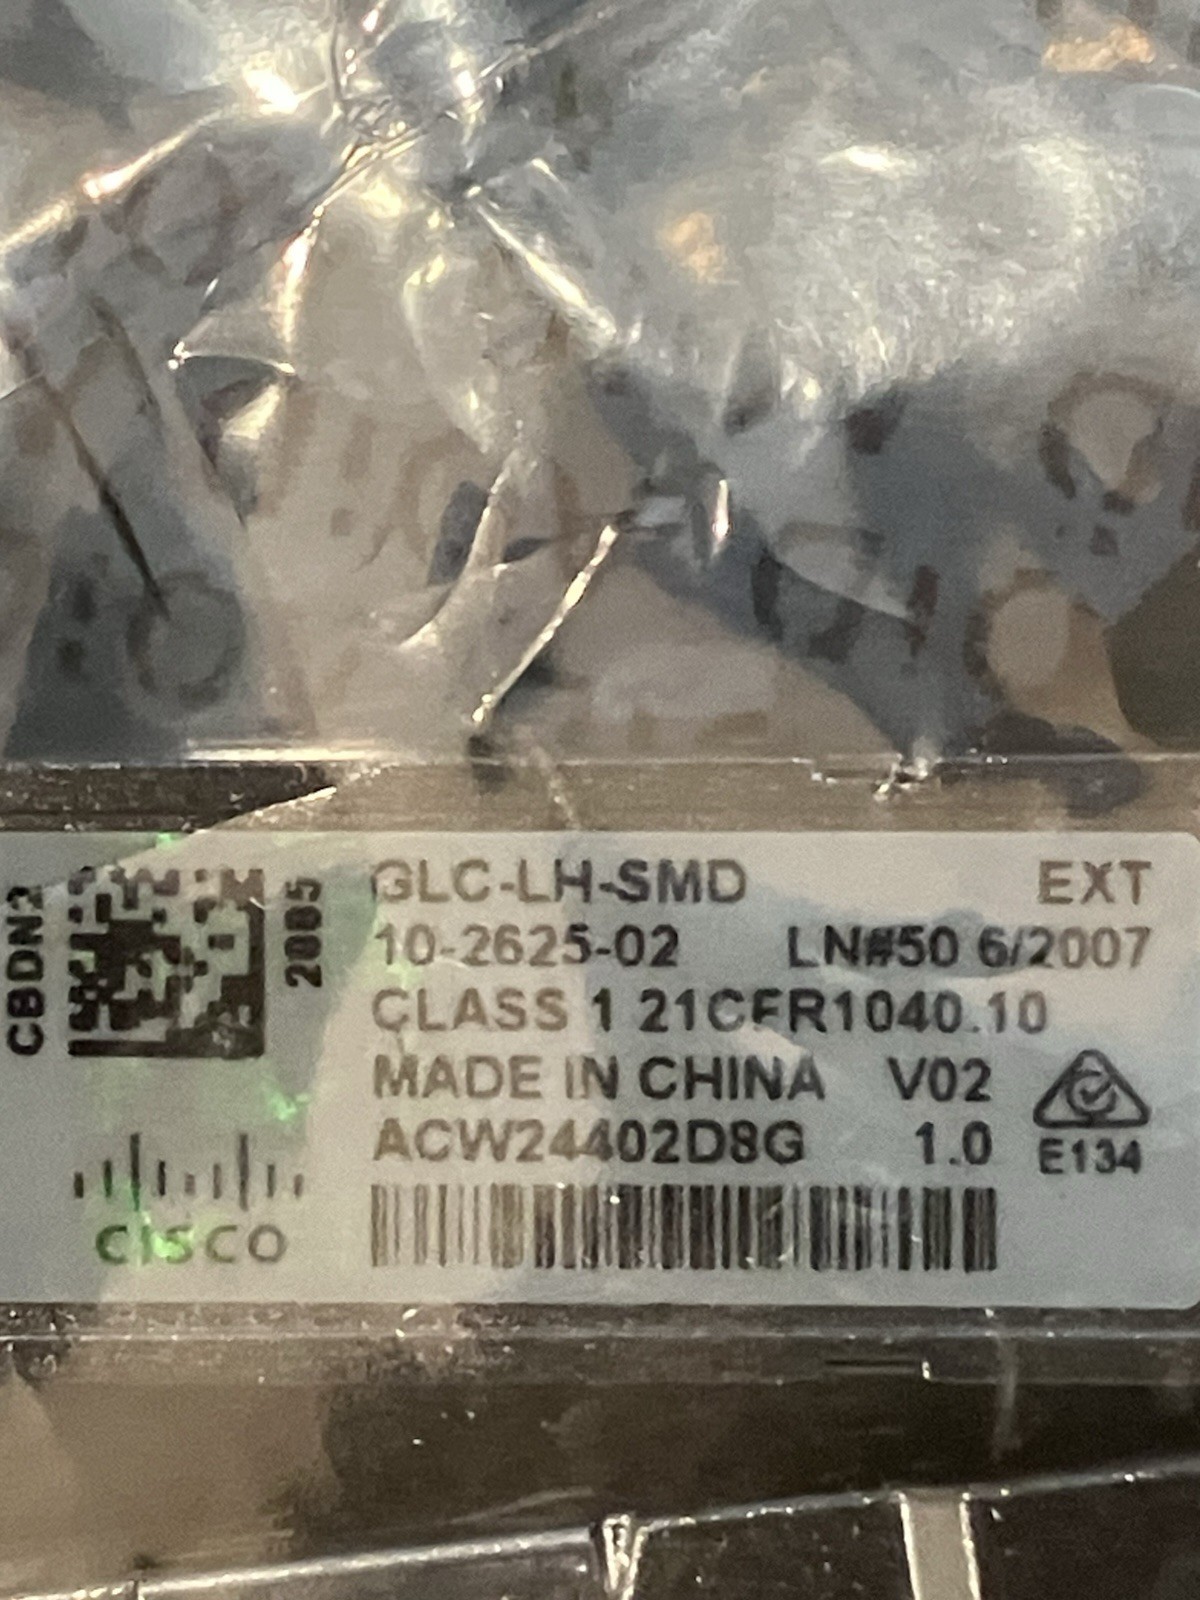 CBDN2
2085
GLC-LH-SMD EXT
10-2625-02 LN#50 6/2007
CLASS 1 21CFR1040.10
MADE IN CHINA V02
ACW24402D8G 1.0
E134
CISCO